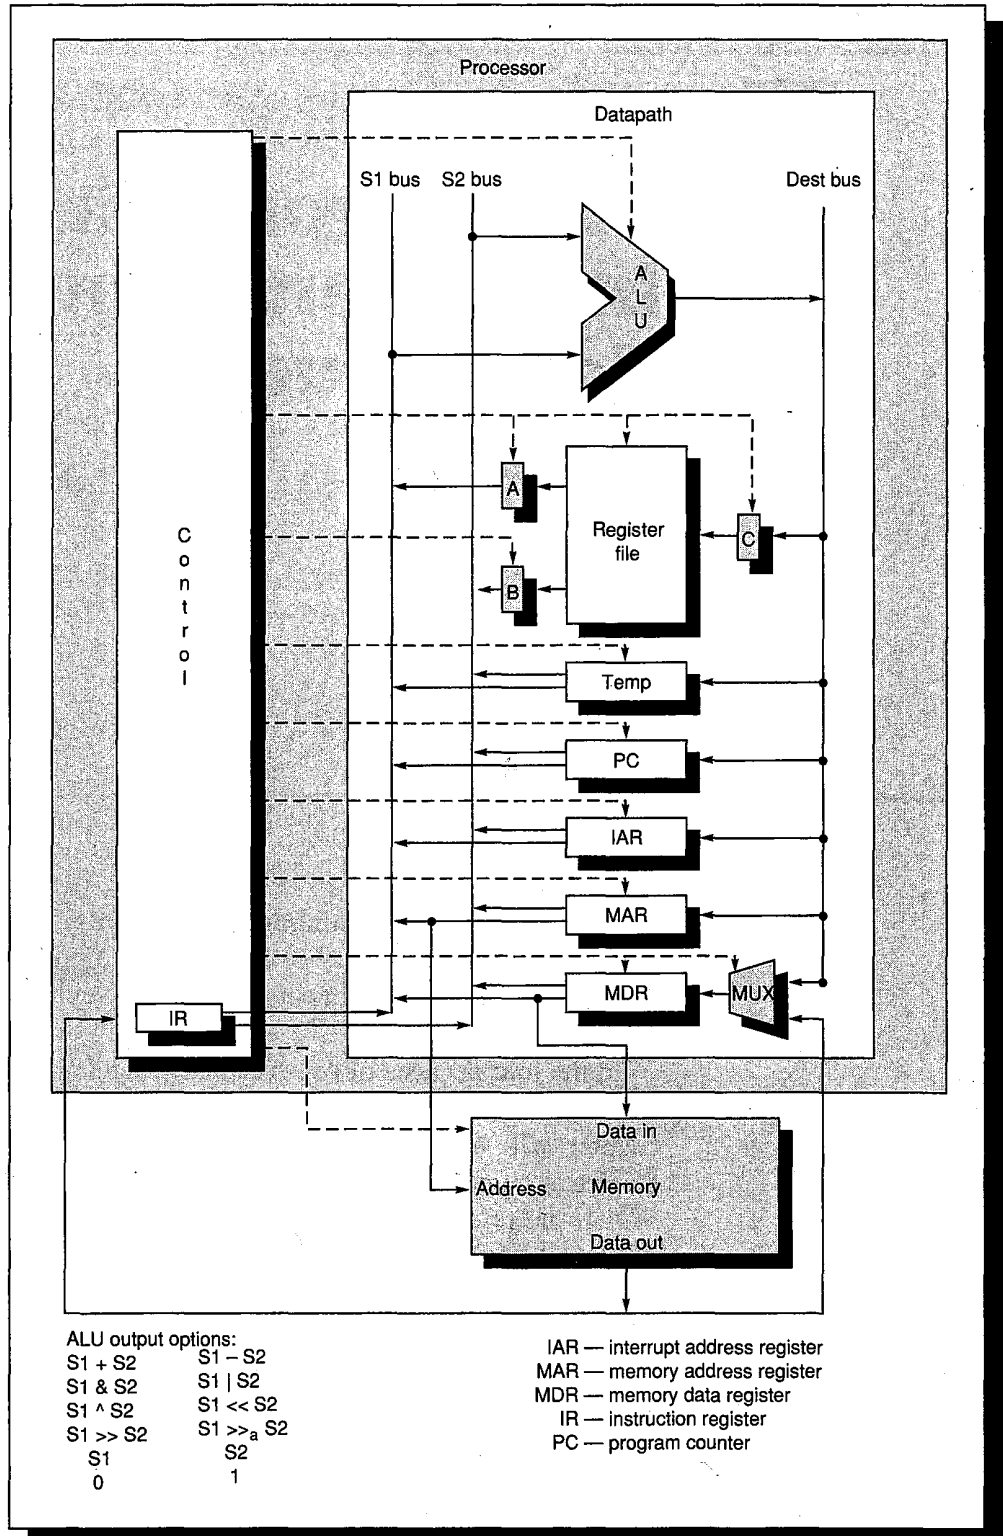 Processor
Datapath
S1 bus
S2 bus
Dest bus
A
L
U
A
B
C
Register
file
Control
Temp
PC
IAR
MAR
MDR
MUX
IR
Data in
Address
Memory
Data out
ALU output options:
S1 + S2
S1 – S2
S1 & S2
S1 | S2
S1 ^ S2
S1 << S2
S1 >> S2
S1 >>a S2
S1
S2
0
1
IAR — interrupt address register
MAR — memory address register
MDR — memory data register
IR — instruction register
PC — program counter